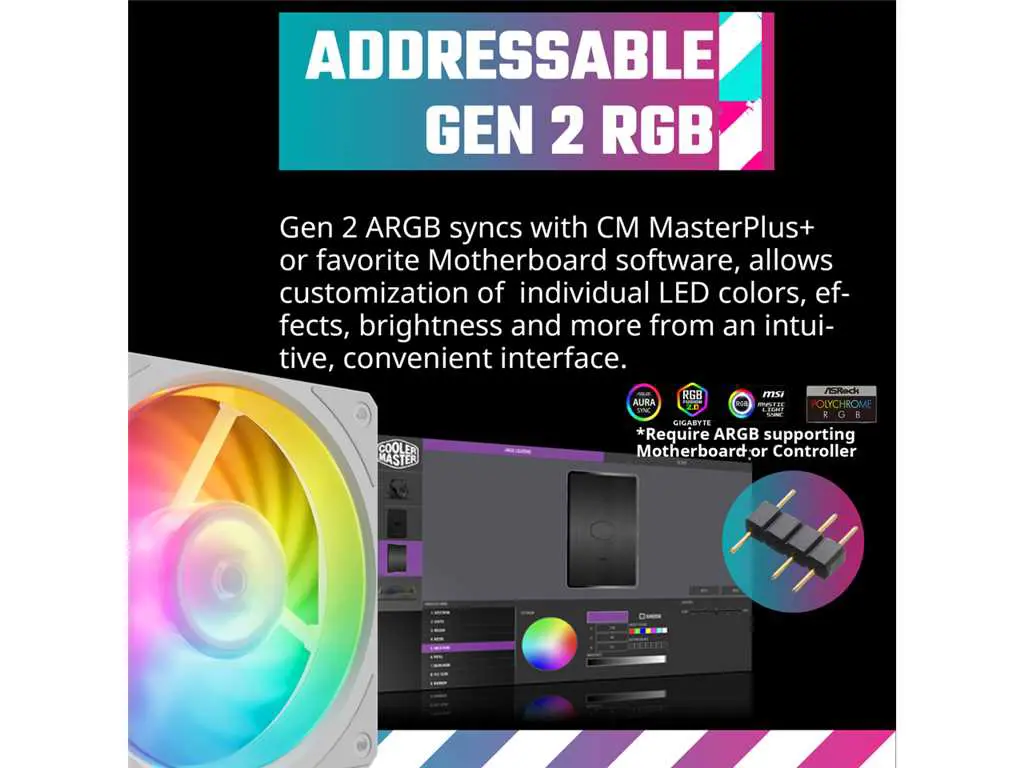 ADDRESSABLE
GEN 2 RGB
Gen 2 ARGB syncs with CM MasterPlus+
or favorite Motherboard software, allows
customization of individual LED colors, ef-
fects, brightness and more from an intui-
tive, convenient interface.
AURA
SYNC
RGB
FUSION
2.0
GIGABYTE
RGB
msi
MYSTIC
LIGHT
SYNC
ASRock
POLYCHROME
RGB
*Require ARGB supporting
Motherboard or Controller
COOLER
MASTER